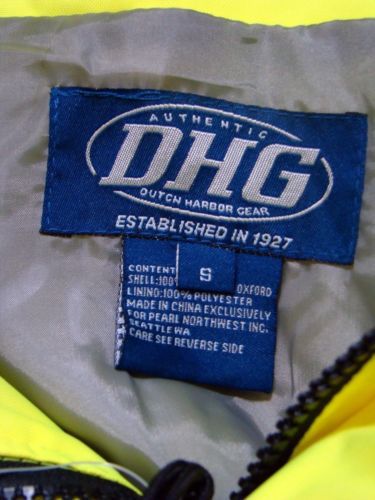 AUTHENTIC
DHG
DUTCH HARBOR GEAR
ESTABLISHED IN 1927
S
CONTENT
SHELL:100% OXFORD
LINING:100% POLYESTER
MADE IN CHINA EXCLUSIVELY
FOR PEARL NORTHWEST INC.
SEATTLE WA
CARE SEE REVERSE SIDE